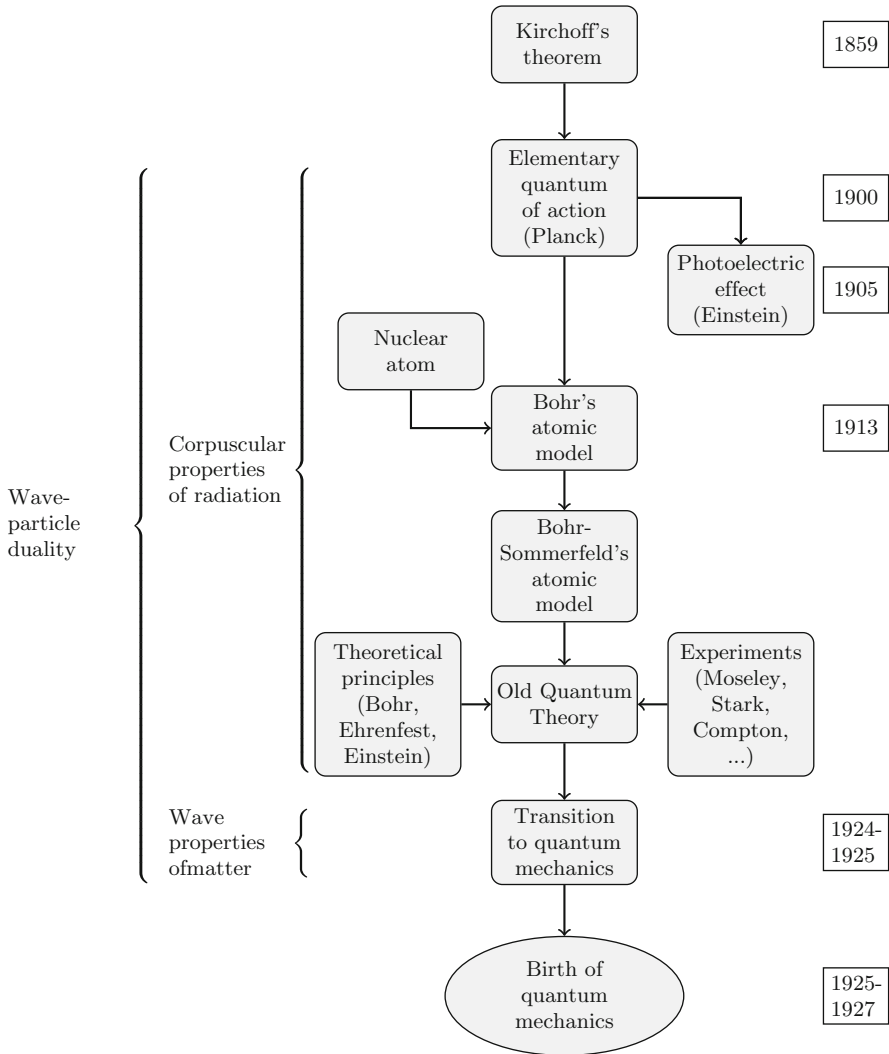 Kirchoff's
theorem
1859
Elementary
quantum
of action
(Planck)
1900
Photoelectric
effect
(Einstein)
1905
Nuclear
atom
Bohr's
atomic
model
1913
Corpuscular
properties
of radiation
Wave-
particle
duality
Bohr-
Sommerfeld's
atomic
model
Theoretical
principles
(Bohr,
Ehrenfest,
Einstein)
Old Quantum
Theory
Experiments
(Moseley,
Stark,
Compton,
...)
Wave
properties
ofmatter
Transition
to quantum
mechanics
1924-
1925
Birth of
quantum
mechanics
1925-
1927